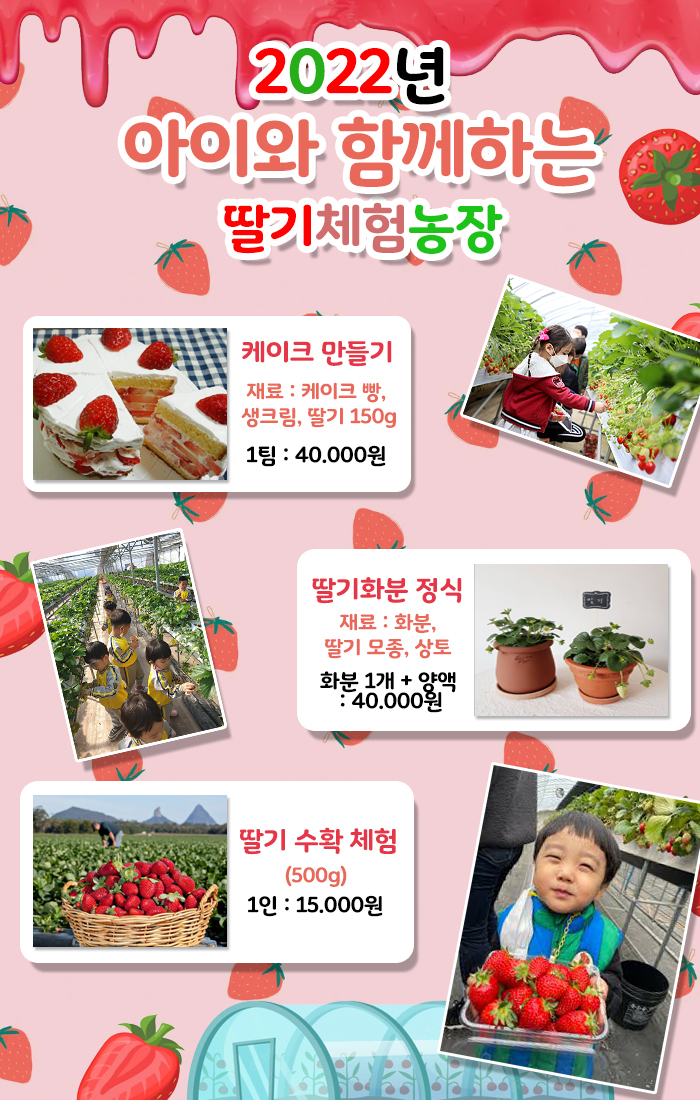 2022년
아이와 함께하는
딸기체험농장
케이크 만들기
재료 : 케이크 빵,
생크림, 딸기 150g
1팀 : 40.000원
딸기화분 정식
재료 : 화분,
딸기 모종, 상토
화분 1개 + 양액
: 40.000원
딸기 수확 체험
(500g)
1인 : 15.000원